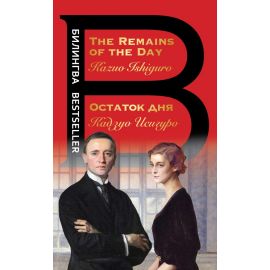 БИЛИНГВА BESTSELLER
THE REMAINS
OF THE DAY
Kazuo Ishiguro
ОСТАТОК ДНЯ
Кадзуо Исигуро
B